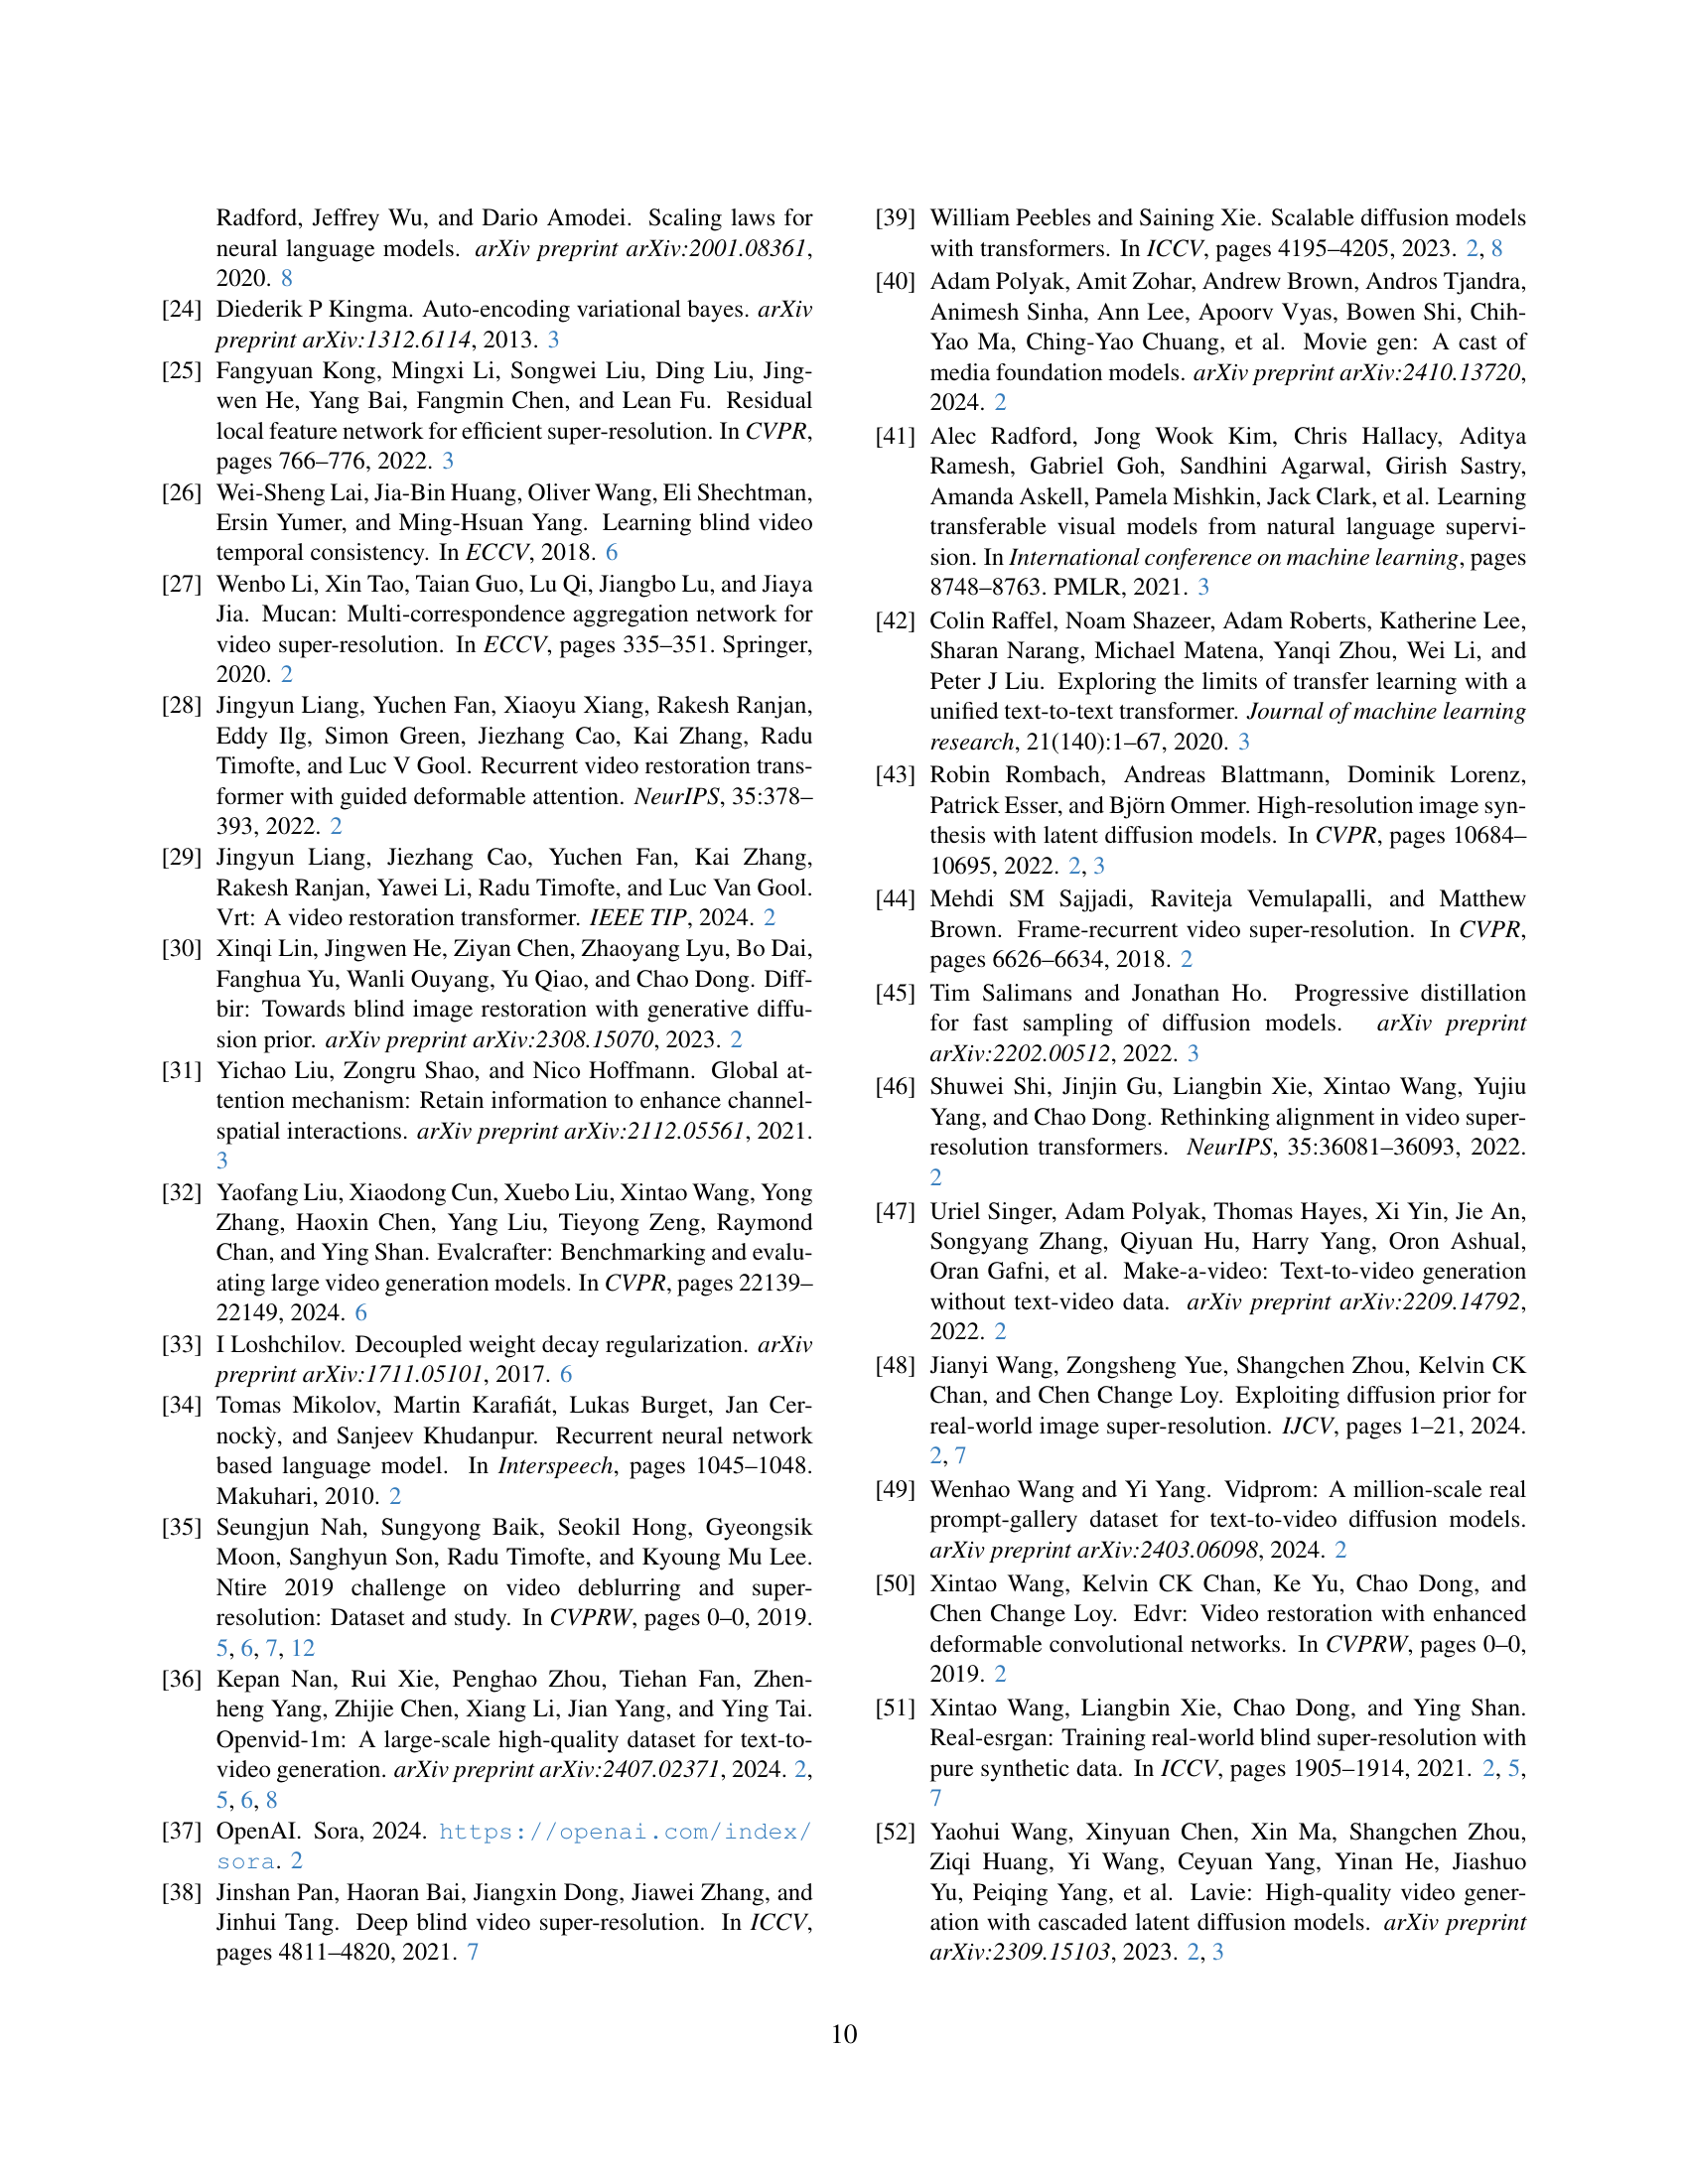 Radford, Jeffrey Wu, and Dario Amodei. Scaling laws for
neural language models. arXiv preprint arXiv:2001.08361,
2020. 8
[24] Diederik P Kingma. Auto-encoding variational bayes. arXiv
preprint arXiv:1312.6114, 2013. 3
[25] Fangyuan Kong, Mingxi Li, Songwei Liu, Ding Liu, Jing-
wen He, Yang Bai, Fangmin Chen, and Lean Fu. Residual
local feature network for efficient super-resolution. In CVPR,
pages 766–776, 2022. 3
[26] Wei-Sheng Lai, Jia-Bin Huang, Oliver Wang, Eli Shechtman,
Ersin Yumer, and Ming-Hsuan Yang. Learning blind video
temporal consistency. In ECCV, 2018. 6
[27] Wenbo Li, Xin Tao, Taian Guo, Lu Qi, Jiangbo Lu, and Jiaya
Jia. Mucan: Multi-correspondence aggregation network for
video super-resolution. In ECCV, pages 335–351. Springer,
2020. 2
[28] Jingyun Liang, Yuchen Fan, Xiaoyu Xiang, Rakesh Ranjan,
Eddy Ilg, Simon Green, Jiezhang Cao, Kai Zhang, Radu
Timofte, and Luc V Gool. Recurrent video restoration trans-
former with guided deformable attention. NeurIPS, 35:378–
393, 2022. 2
[29] Jingyun Liang, Jiezhang Cao, Yuchen Fan, Kai Zhang,
Rakesh Ranjan, Yawei Li, Radu Timofte, and Luc Van Gool.
Vrt: A video restoration transformer. IEEE TIP, 2024. 2
[30] Xinqi Lin, Jingwen He, Ziyan Chen, Zhaoyang Lyu, Bo Dai,
Fanghua Yu, Wanli Ouyang, Yu Qiao, and Chao Dong. Diff-
bir: Towards blind image restoration with generative diffu-
sion prior. arXiv preprint arXiv:2308.15070, 2023. 2
[31] Yichao Liu, Zongru Shao, and Nico Hoffmann. Global at-
tention mechanism: Retain information to enhance channel-
spatial interactions. arXiv preprint arXiv:2112.05561, 2021.
3
[32] Yaofang Liu, Xiaodong Cun, Xuebo Liu, Xintao Wang, Yong
Zhang, Haoxin Chen, Yang Liu, Tieyong Zeng, Raymond
Chan, and Ying Shan. Evalcrafter: Benchmarking and evalu-
ating large video generation models. In CVPR, pages 22139–
22149, 2024. 6
[33] I Loshchilov. Decoupled weight decay regularization. arXiv
preprint arXiv:1711.05101, 2017. 6
[34] Tomas Mikolov, Martin Karafiát, Lukas Burget, Jan Cer-
nockỳ, and Sanjeev Khudanpur. Recurrent neural network
based language model. In Interspeech, pages 1045–1048.
Makuhari, 2010. 2
[35] Seungjun Nah, Sungyong Baik, Seokil Hong, Gyeongsik
Moon, Sanghyun Son, Radu Timofte, and Kyoung Mu Lee.
Ntire 2019 challenge on video deblurring and super-
resolution: Dataset and study. In CVPRW, pages 0–0, 2019.
5, 6, 7, 12
[36] Kepan Nan, Rui Xie, Penghao Zhou, Tiehan Fan, Zhen-
heng Yang, Zhijie Chen, Xiang Li, Jian Yang, and Ying Tai.
Openvid-1m: A large-scale high-quality dataset for text-to-
video generation. arXiv preprint arXiv:2407.02371, 2024. 2,
5, 6, 8
[37] OpenAI. Sora, 2024. https://openai.com/index/
sora. 2
[38] Jinshan Pan, Haoran Bai, Jiangxin Dong, Jiawei Zhang, and
Jinhui Tang. Deep blind video super-resolution. In ICCV,
pages 4811–4820, 2021. 7
[39] William Peebles and Saining Xie. Scalable diffusion models
with transformers. In ICCV, pages 4195–4205, 2023. 2, 8
[40] Adam Polyak, Amit Zohar, Andrew Brown, Andros Tjandra,
Animesh Sinha, Ann Lee, Apoorv Vyas, Bowen Shi, Chih-
Yao Ma, Ching-Yao Chuang, et al. Movie gen: A cast of
media foundation models. arXiv preprint arXiv:2410.13720,
2024. 2
[41] Alec Radford, Jong Wook Kim, Chris Hallacy, Aditya
Ramesh, Gabriel Goh, Sandhini Agarwal, Girish Sastry,
Amanda Askell, Pamela Mishkin, Jack Clark, et al. Learning
transferable visual models from natural language supervi-
sion. In International conference on machine learning, pages
8748–8763. PMLR, 2021. 3
[42] Colin Raffel, Noam Shazeer, Adam Roberts, Katherine Lee,
Sharan Narang, Michael Matena, Yanqi Zhou, Wei Li, and
Peter J Liu. Exploring the limits of transfer learning with a
unified text-to-text transformer. Journal of machine learning
research, 21(140):1–67, 2020. 3
[43] Robin Rombach, Andreas Blattmann, Dominik Lorenz,
Patrick Esser, and Björn Ommer. High-resolution image syn-
thesis with latent diffusion models. In CVPR, pages 10684–
10695, 2022. 2, 3
[44] Mehdi SM Sajjadi, Raviteja Vemulapalli, and Matthew
Brown. Frame-recurrent video super-resolution. In CVPR,
pages 6626–6634, 2018. 2
[45] Tim Salimans and Jonathan Ho. Progressive distillation
for fast sampling of diffusion models. arXiv preprint
arXiv:2202.00512, 2022. 3
[46] Shuwei Shi, Jinjin Gu, Liangbin Xie, Xintao Wang, Yujiu
Yang, and Chao Dong. Rethinking alignment in video super-
resolution transformers. NeurIPS, 35:36081–36093, 2022.
2
[47] Uriel Singer, Adam Polyak, Thomas Hayes, Xi Yin, Jie An,
Songyang Zhang, Qiyuan Hu, Harry Yang, Oron Ashual,
Oran Gafni, et al. Make-a-video: Text-to-video generation
without text-video data. arXiv preprint arXiv:2209.14792,
2022. 2
[48] Jianyi Wang, Zongsheng Yue, Shangchen Zhou, Kelvin CK
Chan, and Chen Change Loy. Exploiting diffusion prior for
real-world image super-resolution. IJCV, pages 1–21, 2024.
2, 7
[49] Wenhao Wang and Yi Yang. Vidprom: A million-scale real
prompt-gallery dataset for text-to-video diffusion models.
arXiv preprint arXiv:2403.06098, 2024. 2
[50] Xintao Wang, Kelvin CK Chan, Ke Yu, Chao Dong, and
Chen Change Loy. Edvr: Video restoration with enhanced
deformable convolutional networks. In CVPRW, pages 0–0,
2019. 2
[51] Xintao Wang, Liangbin Xie, Chao Dong, and Ying Shan.
Real-esrgan: Training real-world blind super-resolution with
pure synthetic data. In ICCV, pages 1905–1914, 2021. 2, 5,
7
[52] Yaohui Wang, Xinyuan Chen, Xin Ma, Shangchen Zhou,
Ziqi Huang, Yi Wang, Ceyuan Yang, Yinan He, Jiashuo
Yu, Peiqing Yang, et al. Lavie: High-quality video gener-
ation with cascaded latent diffusion models. arXiv preprint
arXiv:2309.15103, 2023. 2, 3
10